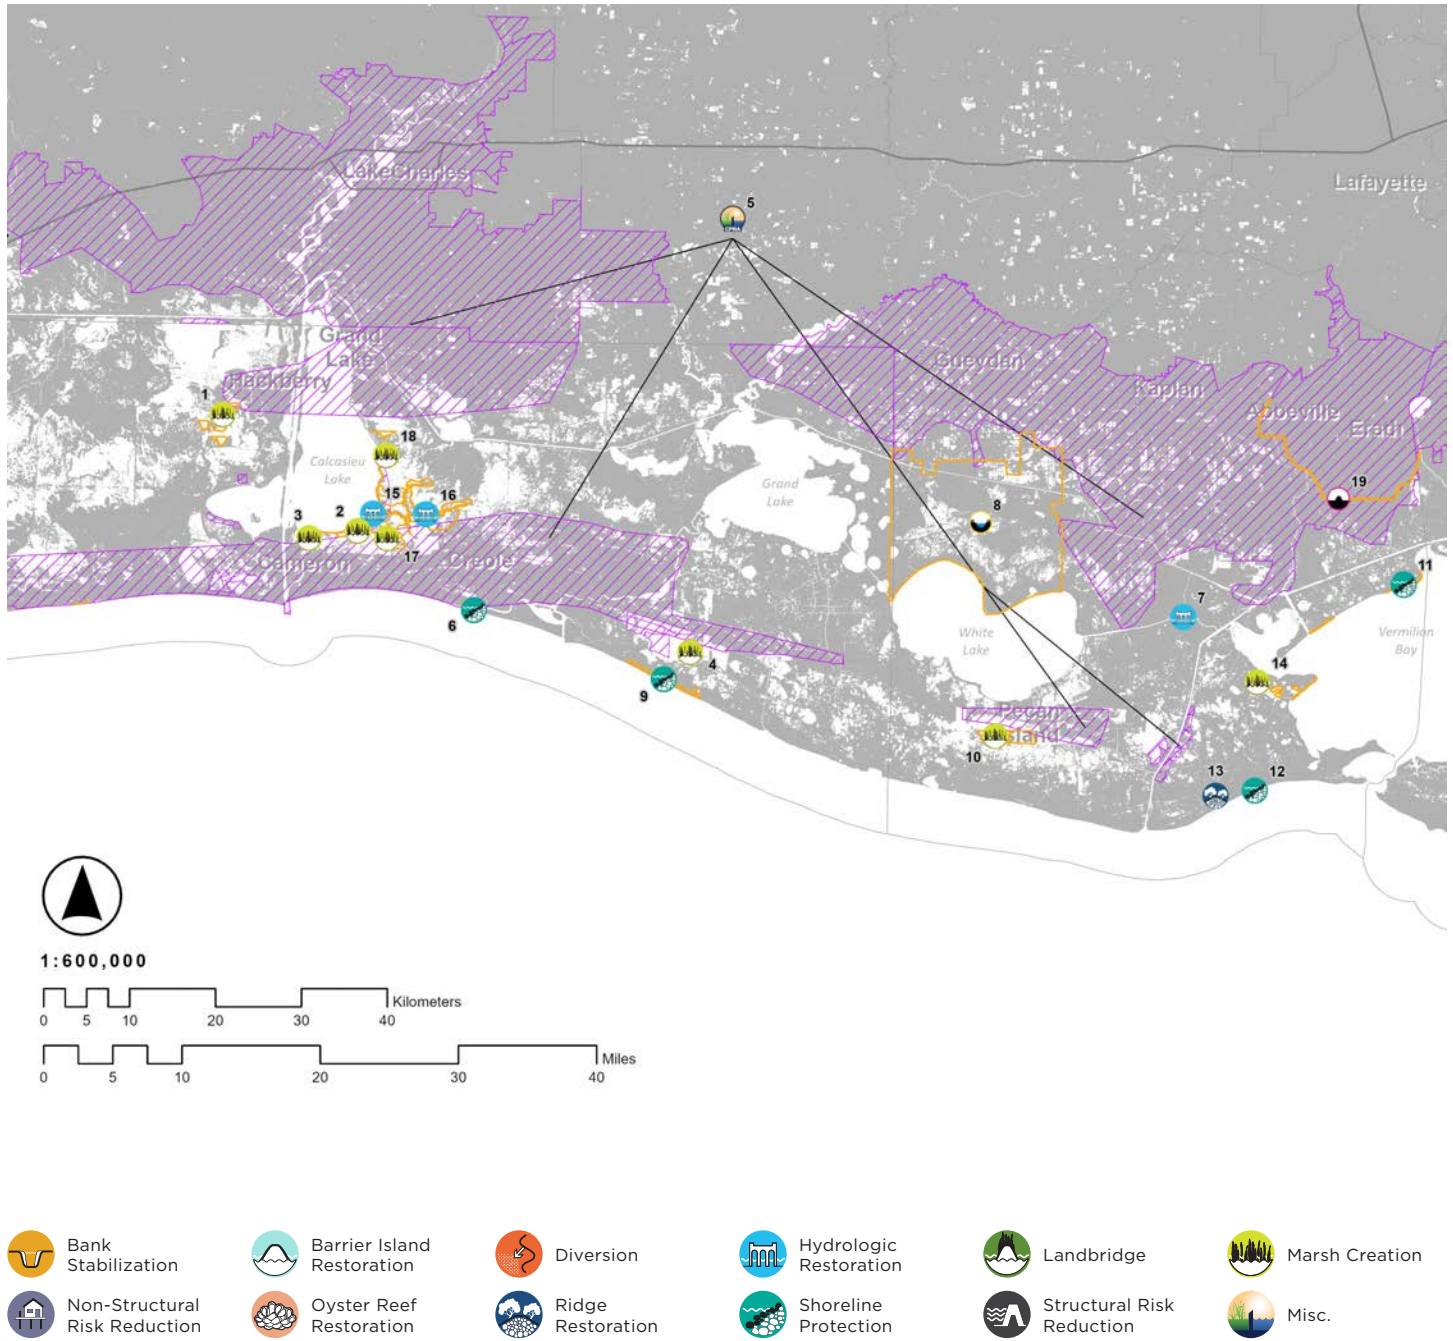 LakeCharles
Lafayette
5
Grand
Lake
Hackberry
Gueydan
Kaplan
Abbeville
Erath
1
18
Calcasieu
Lake
Grand
Lake
15
16
19
2
3
8
17
Cameron
Creole
11
7
6
White
Lake
Vermilion
Bay
4
14
9
Pecan
Island
10
13
12
1:600,000
Kilometers
0 5 10 20 30 40
Miles
0 5 10 20 30 40
Bank
Stabilization
Barrier Island
Restoration
Diversion
Hydrologic
Restoration
Landbridge
Marsh Creation
Non-Structural
Risk Reduction
Oyster Reef
Restoration
Ridge
Restoration
Shoreline
Protection
Structural Risk
Reduction
Misc.